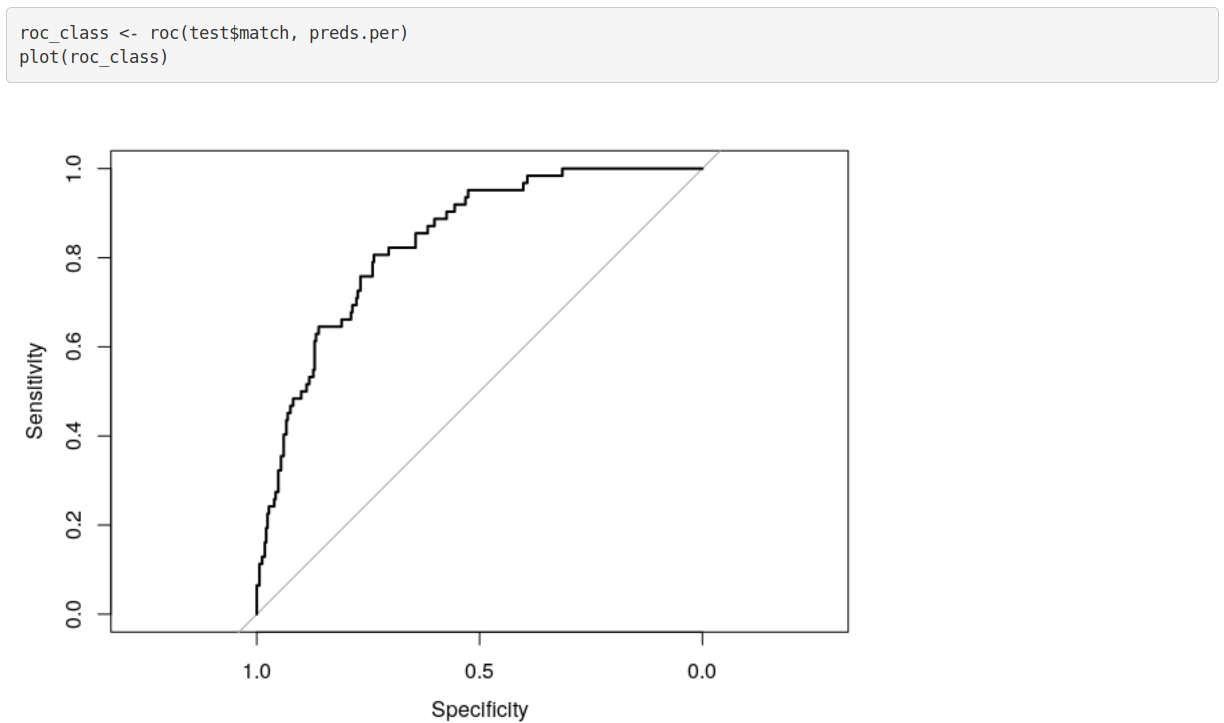 roc_class <- roc(test$match, preds.per)
plot(roc_class)
1.0
0.8
0.6
0.4
0.2
0.0
Sensitivity
1.0 0.5 0.0
Specificity